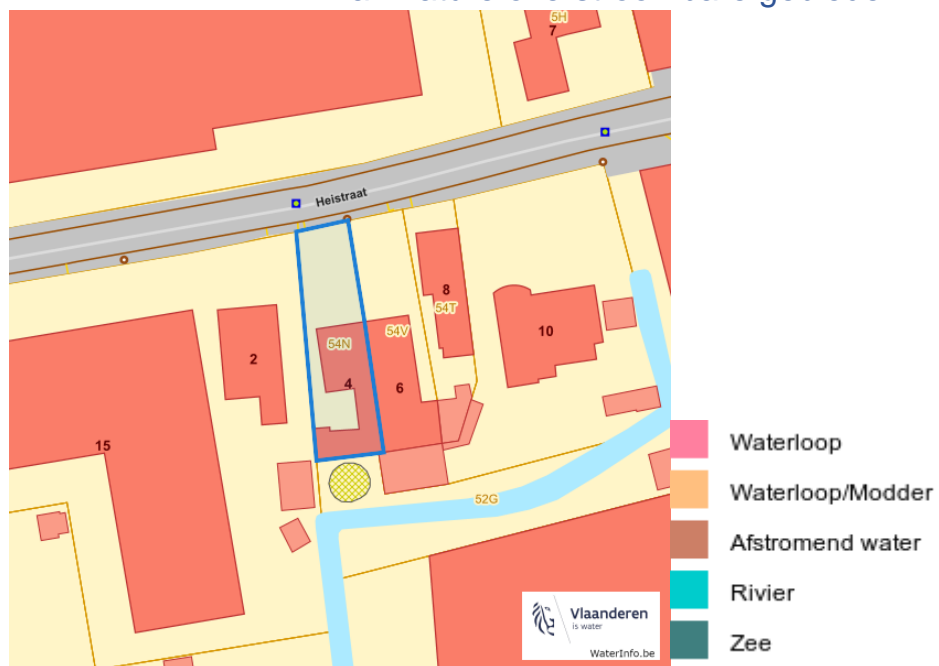 5H
7
Heistraat
8
54T
54V
10
54N
2
4
6
15
52G
Vlaanderen
is water
WaterInfo.be
Waterloop
Waterloop/Modder
Afstromend water
Rivier
Zee